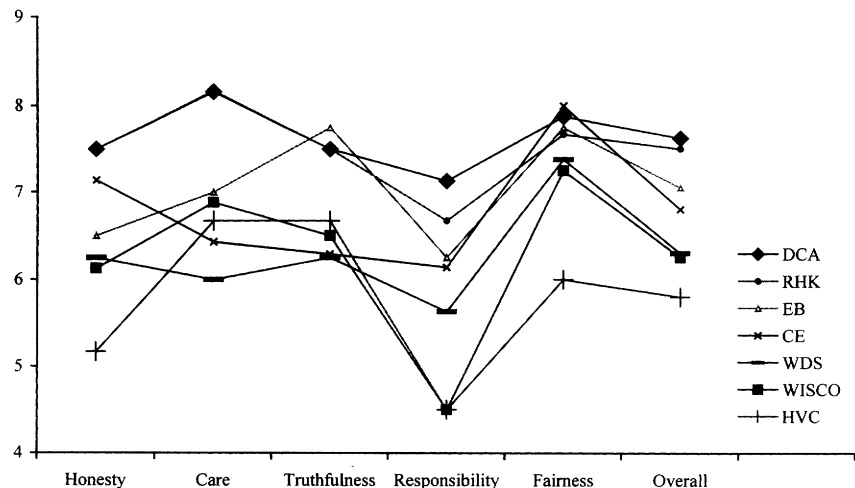 9
8
7
6
5
4
Honesty Care Truthfulness Responsibility Fairness Overall
DCA
RHK
EB
CE
WDS
WISCO
HVC